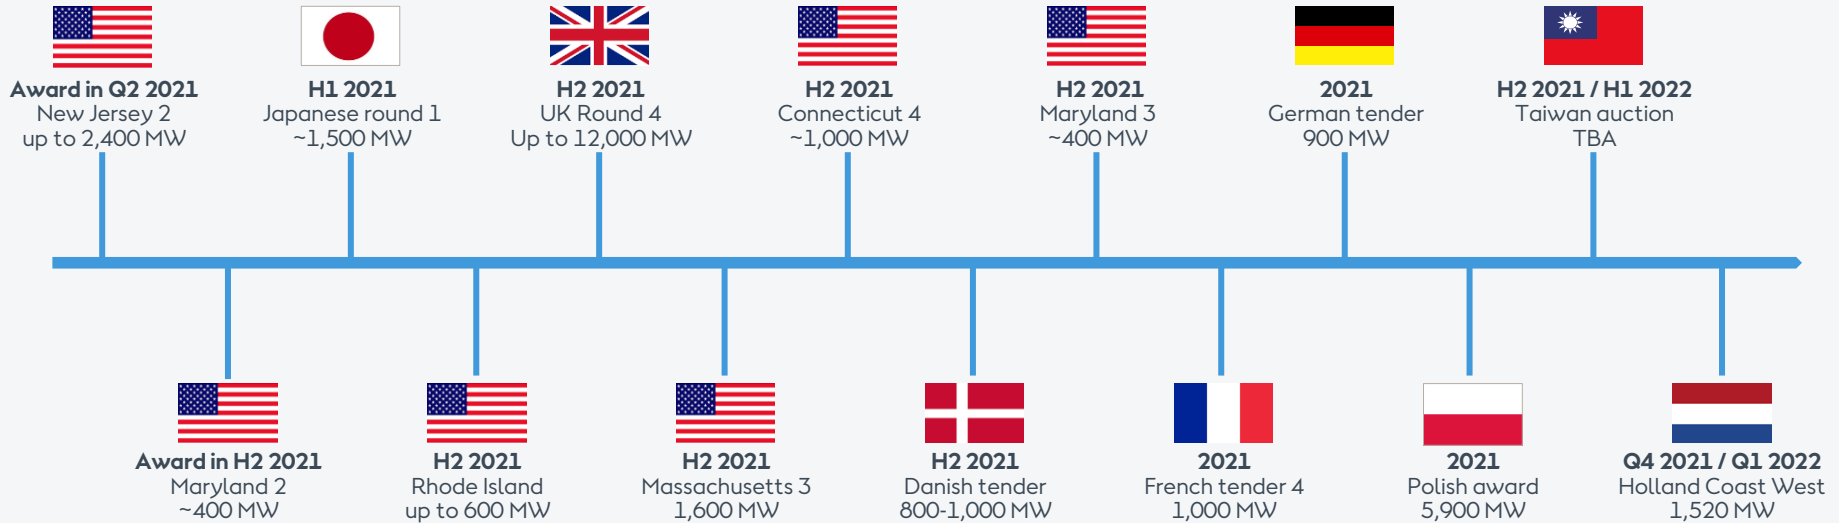 Award in Q2 2021
New Jersey 2
up to 2,400 MW
H1 2021
Japanese round 1
~1,500 MW
H2 2021
UK Round 4
Up to 12,000 MW
H2 2021
Connecticut 4
~1,000 MW
H2 2021
Maryland 3
~400 MW
2021
German tender
900 MW
H2 2021 / H1 2022
Taiwan auction
TBA
Award in H2 2021
Maryland 2
~400 MW
H2 2021
Rhode Island
up to 600 MW
H2 2021
Massachusetts 3
1,600 MW
H2 2021
Danish tender
800-1,000 MW
2021
French tender 4
1,000 MW
2021
Polish award
5,900 MW
Q4 2021 / Q1 2022
Holland Coast West
1,520 MW